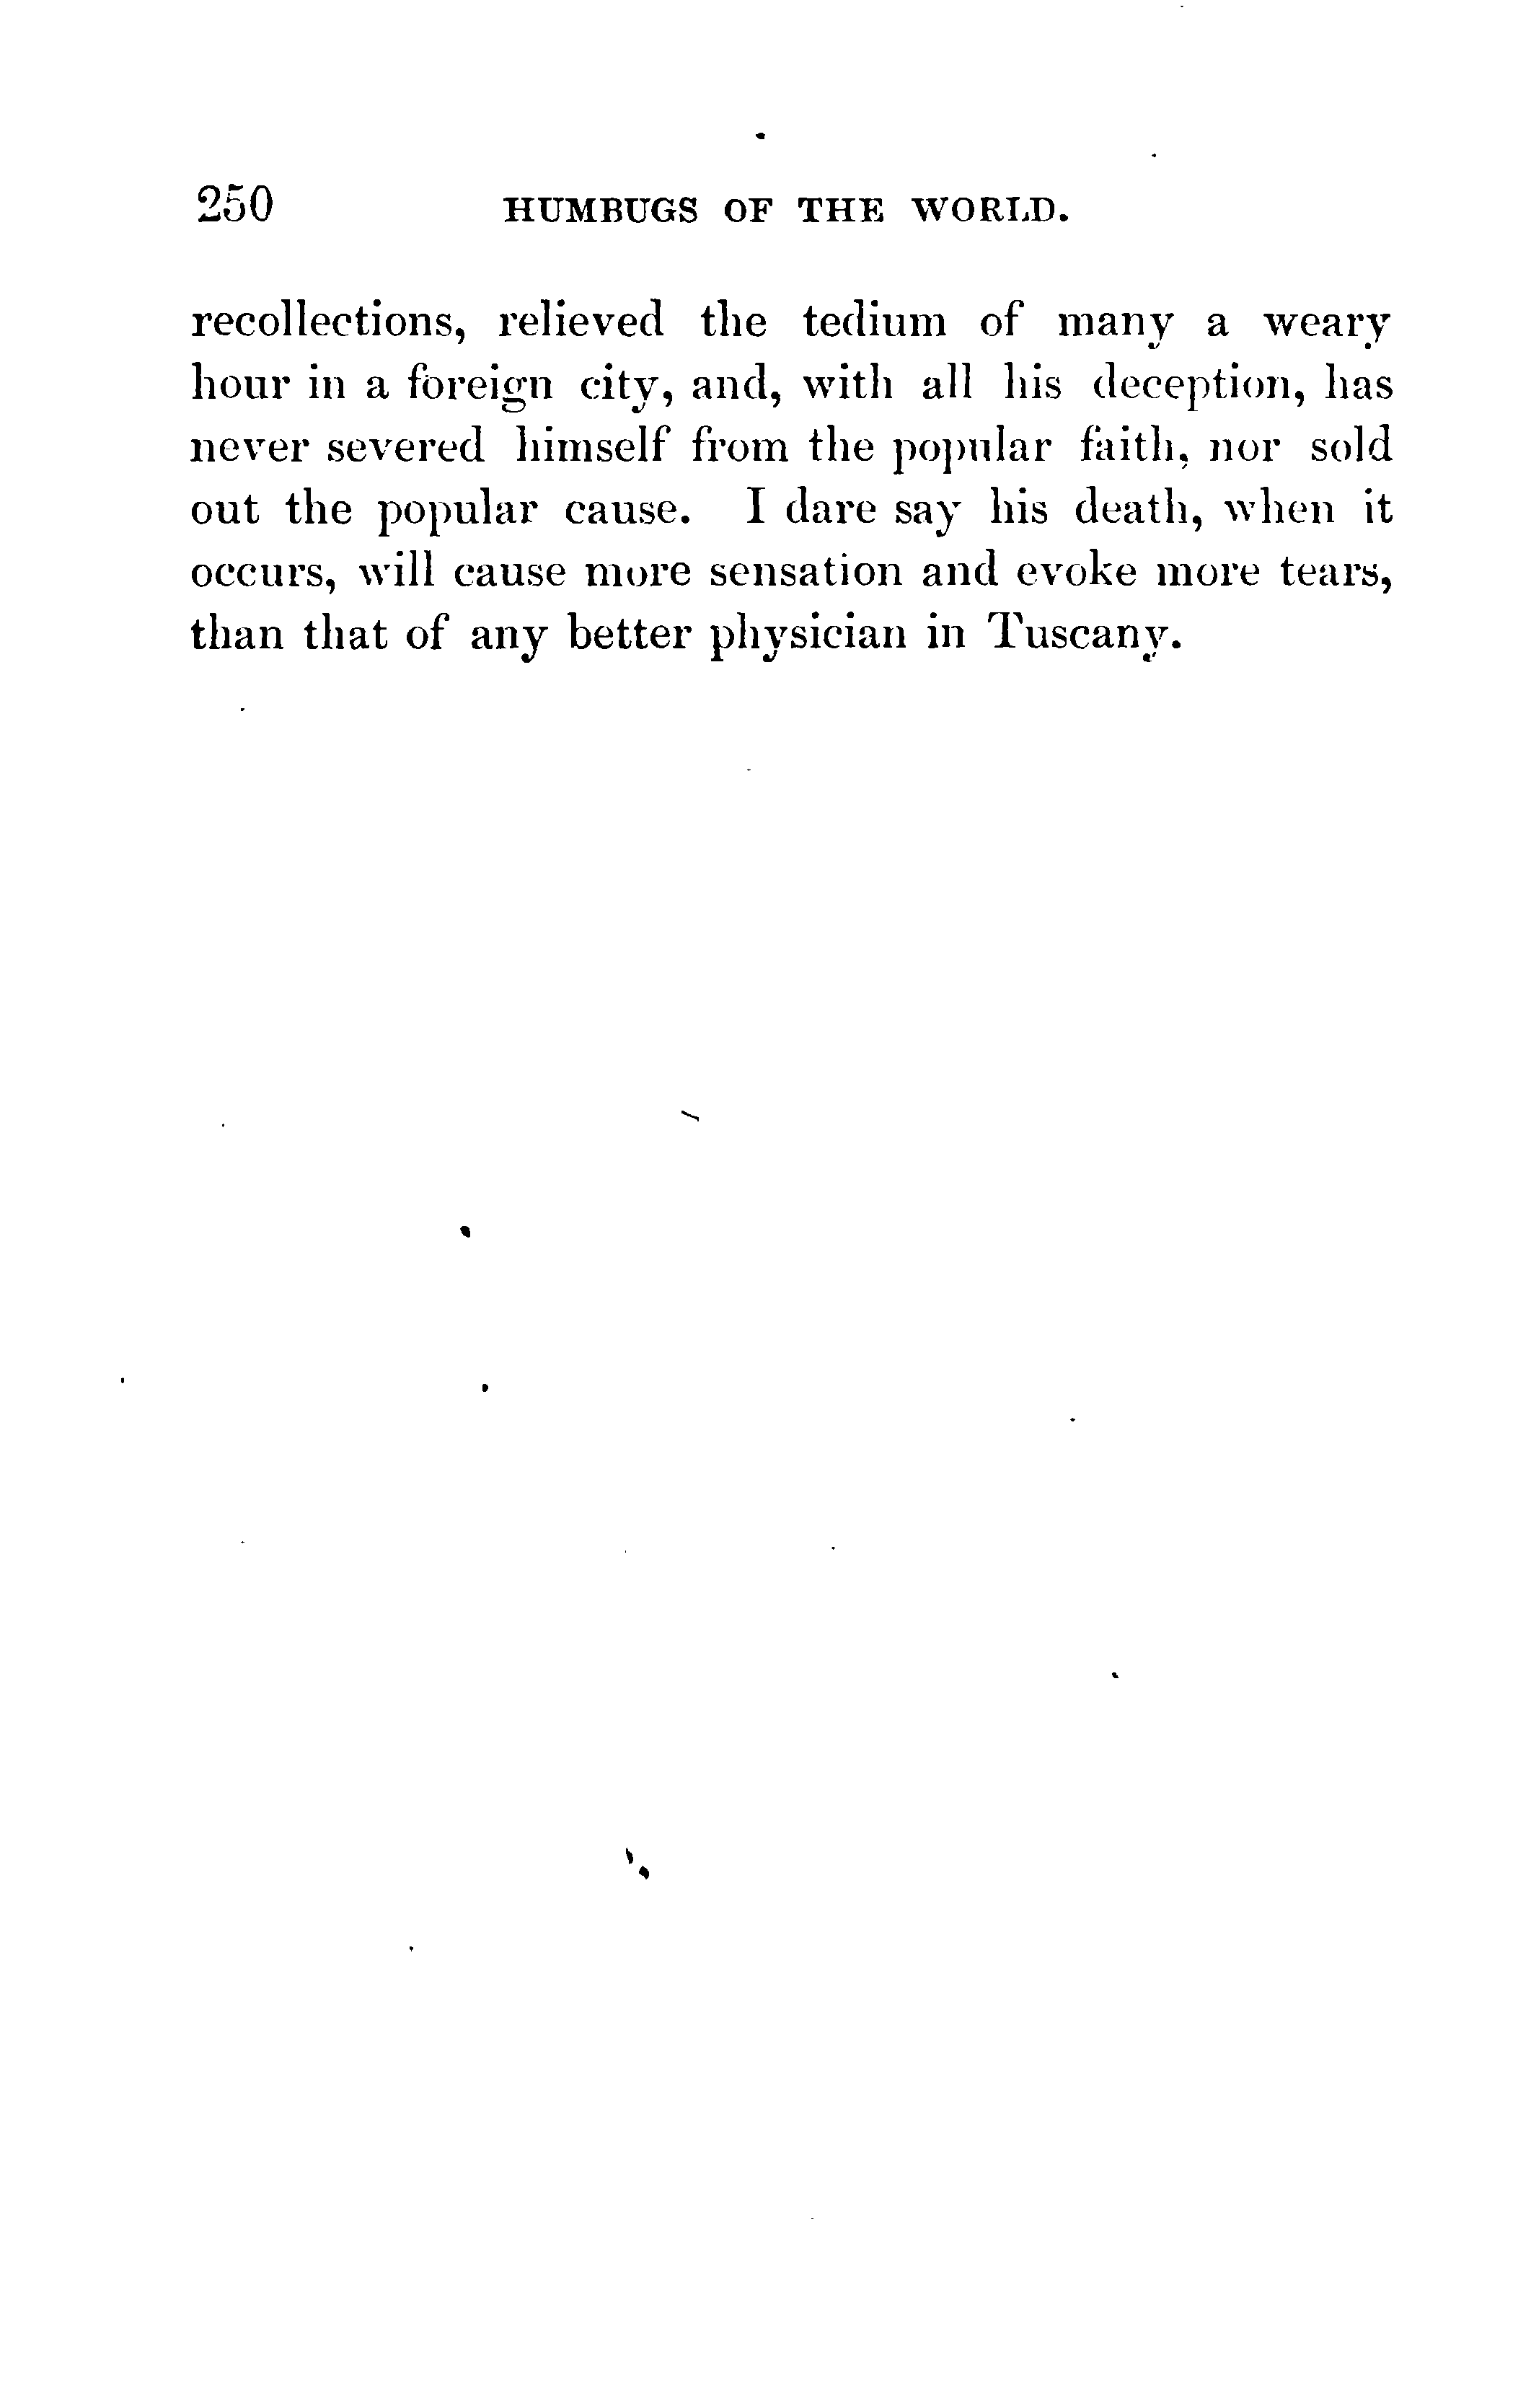 250 HUMBUGS OF THE WORLD.
recollections, relieved the tedium of many a weary
hour in a foreign city, and, with all his deception, has
never severed himself from the popular faith, nor sold
out the popular cause. I dare say his death, when it
occurs, will cause more sensation and evoke more tears,
than that of any better physician in Tuscany.